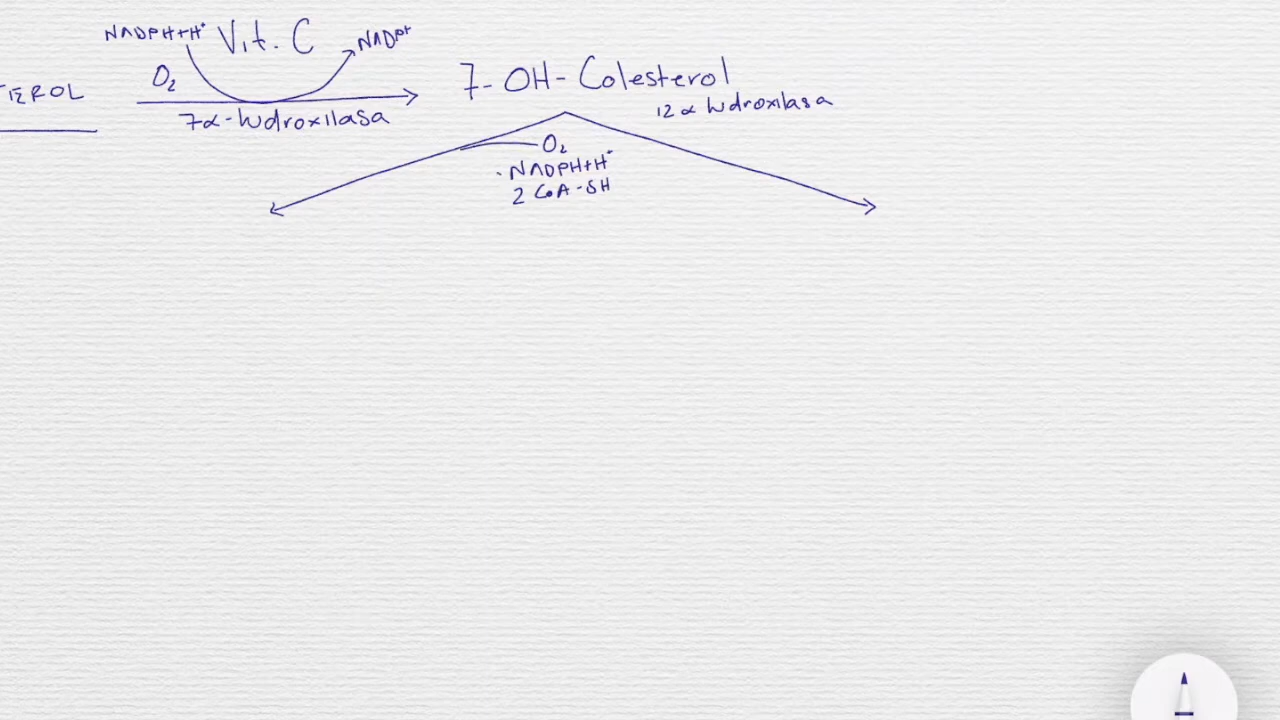 NADPH+H⁺ Vit. C NADP⁺
O₂
TEROL 7-OH-Colesterol
7α-hidroxilasa 12α hidroxilasa
O₂
NADPH+H⁺
2 CoA-SH